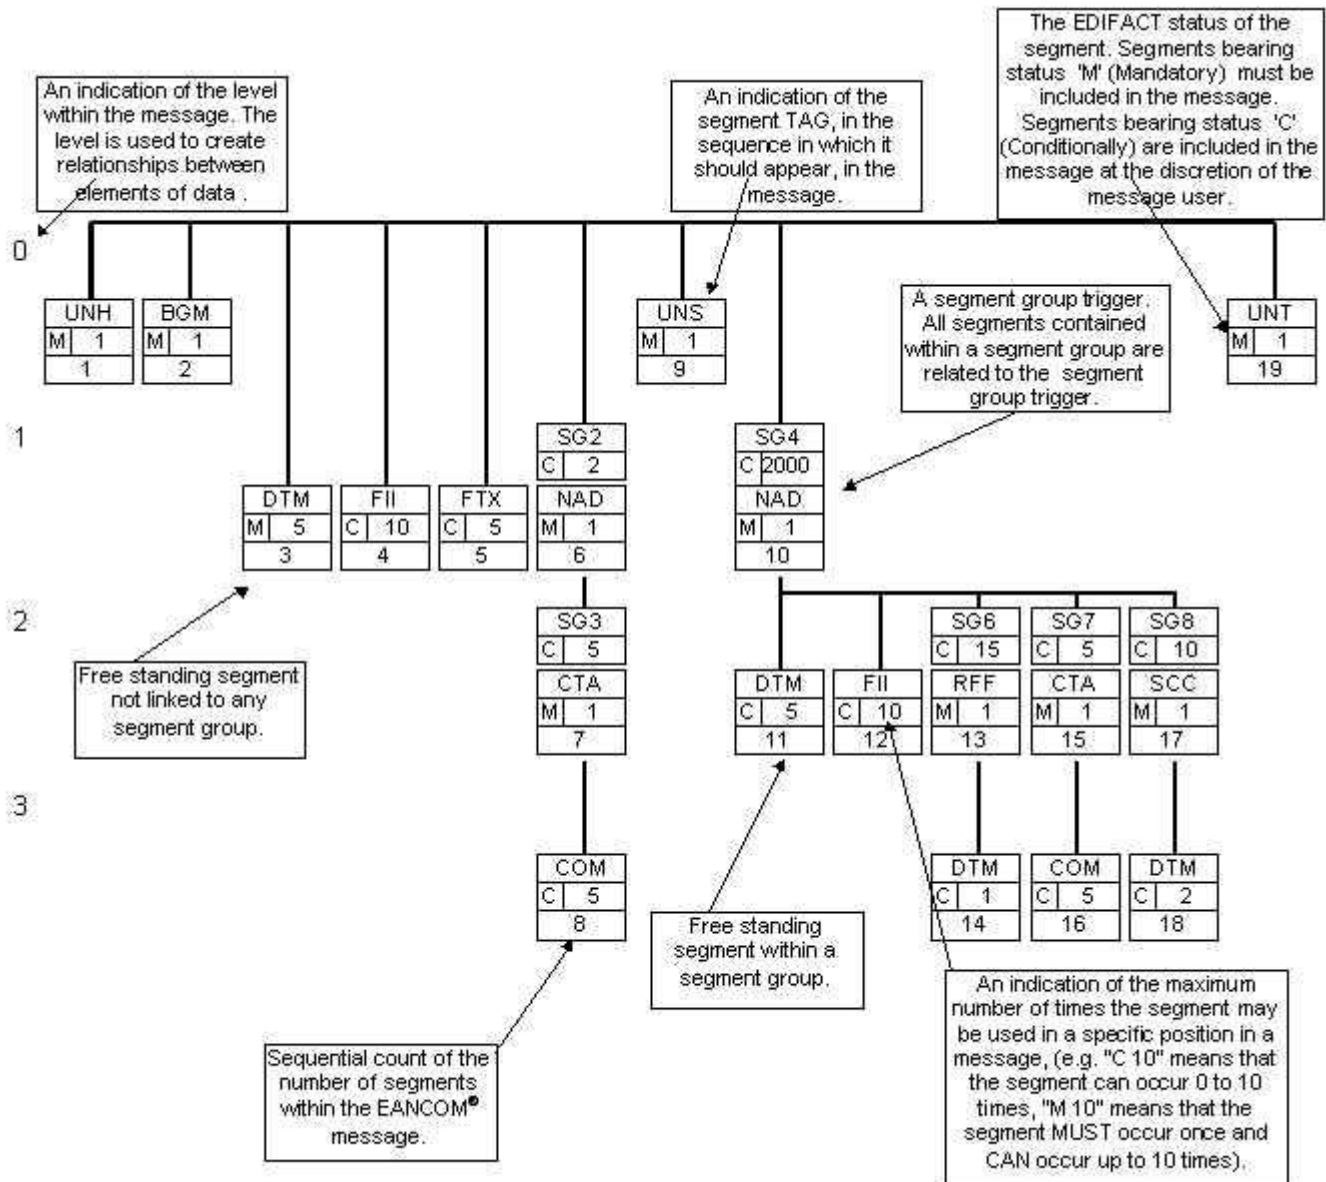 The EDIFACT status of the
segment. Segments bearing
status 'M' (Mandatory) must be
included in the message.
Segments bearing status 'C'
(Conditionally) are included in the
message at the discretion of the
message user.
An indication of the level
within the message. The
level is used to create
relationships between
elements of data .
An indication of the
segment TAG, in the
sequence in which it
should appear, in the
message.
0
UNH
M 1
1
BGM
M 1
2
UNS
M 1
9
A segment group trigger.
All segments contained
within a segment group are
related to the segment
group trigger.
UNT
M 1
19
1
SG2
C 2
SG4
C 2000
DTM
M 5
3
FII
C 10
4
FTX
C 5
5
NAD
M 1
6
NAD
M 1
10
2
SG3
C 5
SG6
C 15
SG7
C 5
SG8
C 10
Free standing segment
not linked to any
segment group.
CTA
M 1
7
DTM
C 5
11
FII
C 10
12
RFF
M 1
13
CTA
M 1
15
SCC
M 1
17
3
COM
C 5
8
DTM
C 1
14
COM
C 5
16
DTM
C 2
18
Free standing
segment within a
segment group.
Sequential count of the
number of segments
within the EANCOM®
message.
An indication of the maximum
number of times the segment may
be used in a specific position in a
message, (e.g. "C 10" means that
the segment can occur 0 to 10
times, "M 10" means that the
segment MUST occur once and
CAN occur up to 10 times).